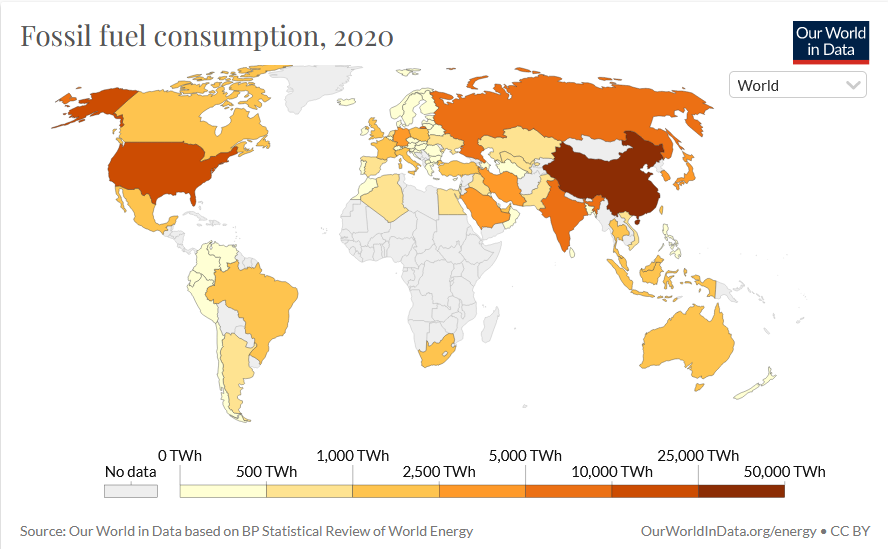 Fossil fuel consumption, 2020
Our World
in Data
World
No data
0 TWh
500 TWh
1,000 TWh
2,500 TWh
5,000 TWh
10,000 TWh
25,000 TWh
50,000 TWh
Source: Our World in Data based on BP Statistical Review of World Energy
OurWorldInData.org/energy • CC BY